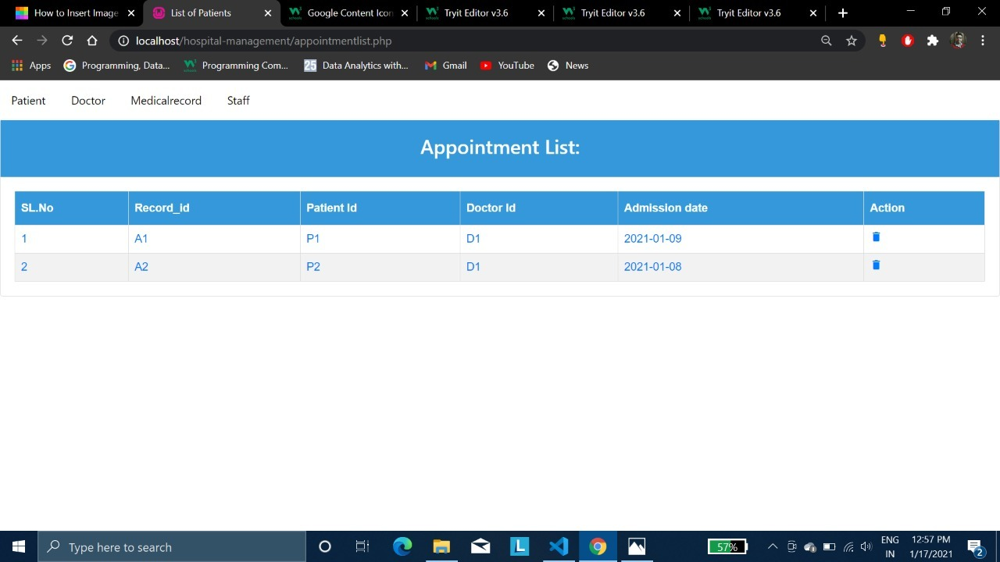 How to Insert Image
List of Patients
Google Content Icon
Tryit Editor v3.6
Tryit Editor v3.6
Tryit Editor v3.6
localhost/hospital-management/appointmentlist.php
Apps
Programming, Data...
Programming Com...
25
Data Analytics with...
Gmail
YouTube
News
Patient
Doctor
Medicalrecord
Staff
Appointment List:
SL.No Record_id Patient Id Doctor Id Admission date Action
1 A1 P1 D1 2021-01-09
2 A2 P2 D1 2021-01-08
Type here to search
L
57%
ENG
IN
12:57 PM
1/17/2021
2